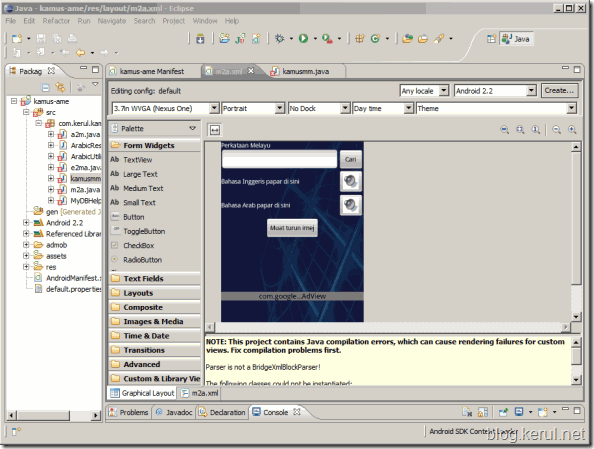 Java - kamus-ame/res/layout/m2a.xml - Eclipse
File Edit Refactor Run Navigate Search Project Window Help
Java
Packag
kamus-ame Manifest
m2a.xml
kamusmm.java
kamus-ame
src
com.kerul.kam
a2m.java
ArabicRes
ArabicUtil
e2ma.java
kamusmm
m2a.java
MyDBHelp
gen [Generated J
Android 2.2
Referenced Libra
admob
assets
res
AndroidManifest.x
default.properties
Editing config: default
Any locale
Android 2.2
Create...
3.7in WVGA (Nexus One)
Portrait
No Dock
Day time
Theme
Palette
Form Widgets
Ab TextView
Ab Large Text
Ab Medium Text
Ab Small Text
Button
ToggleButton
CheckBox
RadioButton
Text Fields
Layouts
Composite
Images & Media
Time & Date
Transitions
Advanced
Custom & Library Vie
Perkataan Melayu
Cari
Bahasa Inggeris papar di sini
Bahasa Arab papar di sini
Muat turun imej
com.google...AdView
NOTE: This project contains Java compilation errors, which can cause rendering failures for custom
views. Fix compilation problems first.
Parser is not a BridgeXmlBlockParser!
The following classes could not be instantiated:
Graphical Layout
m2a.xml
Problems
Javadoc
Declaration
Console
Android SDK Content Loader
blog.kerul.net